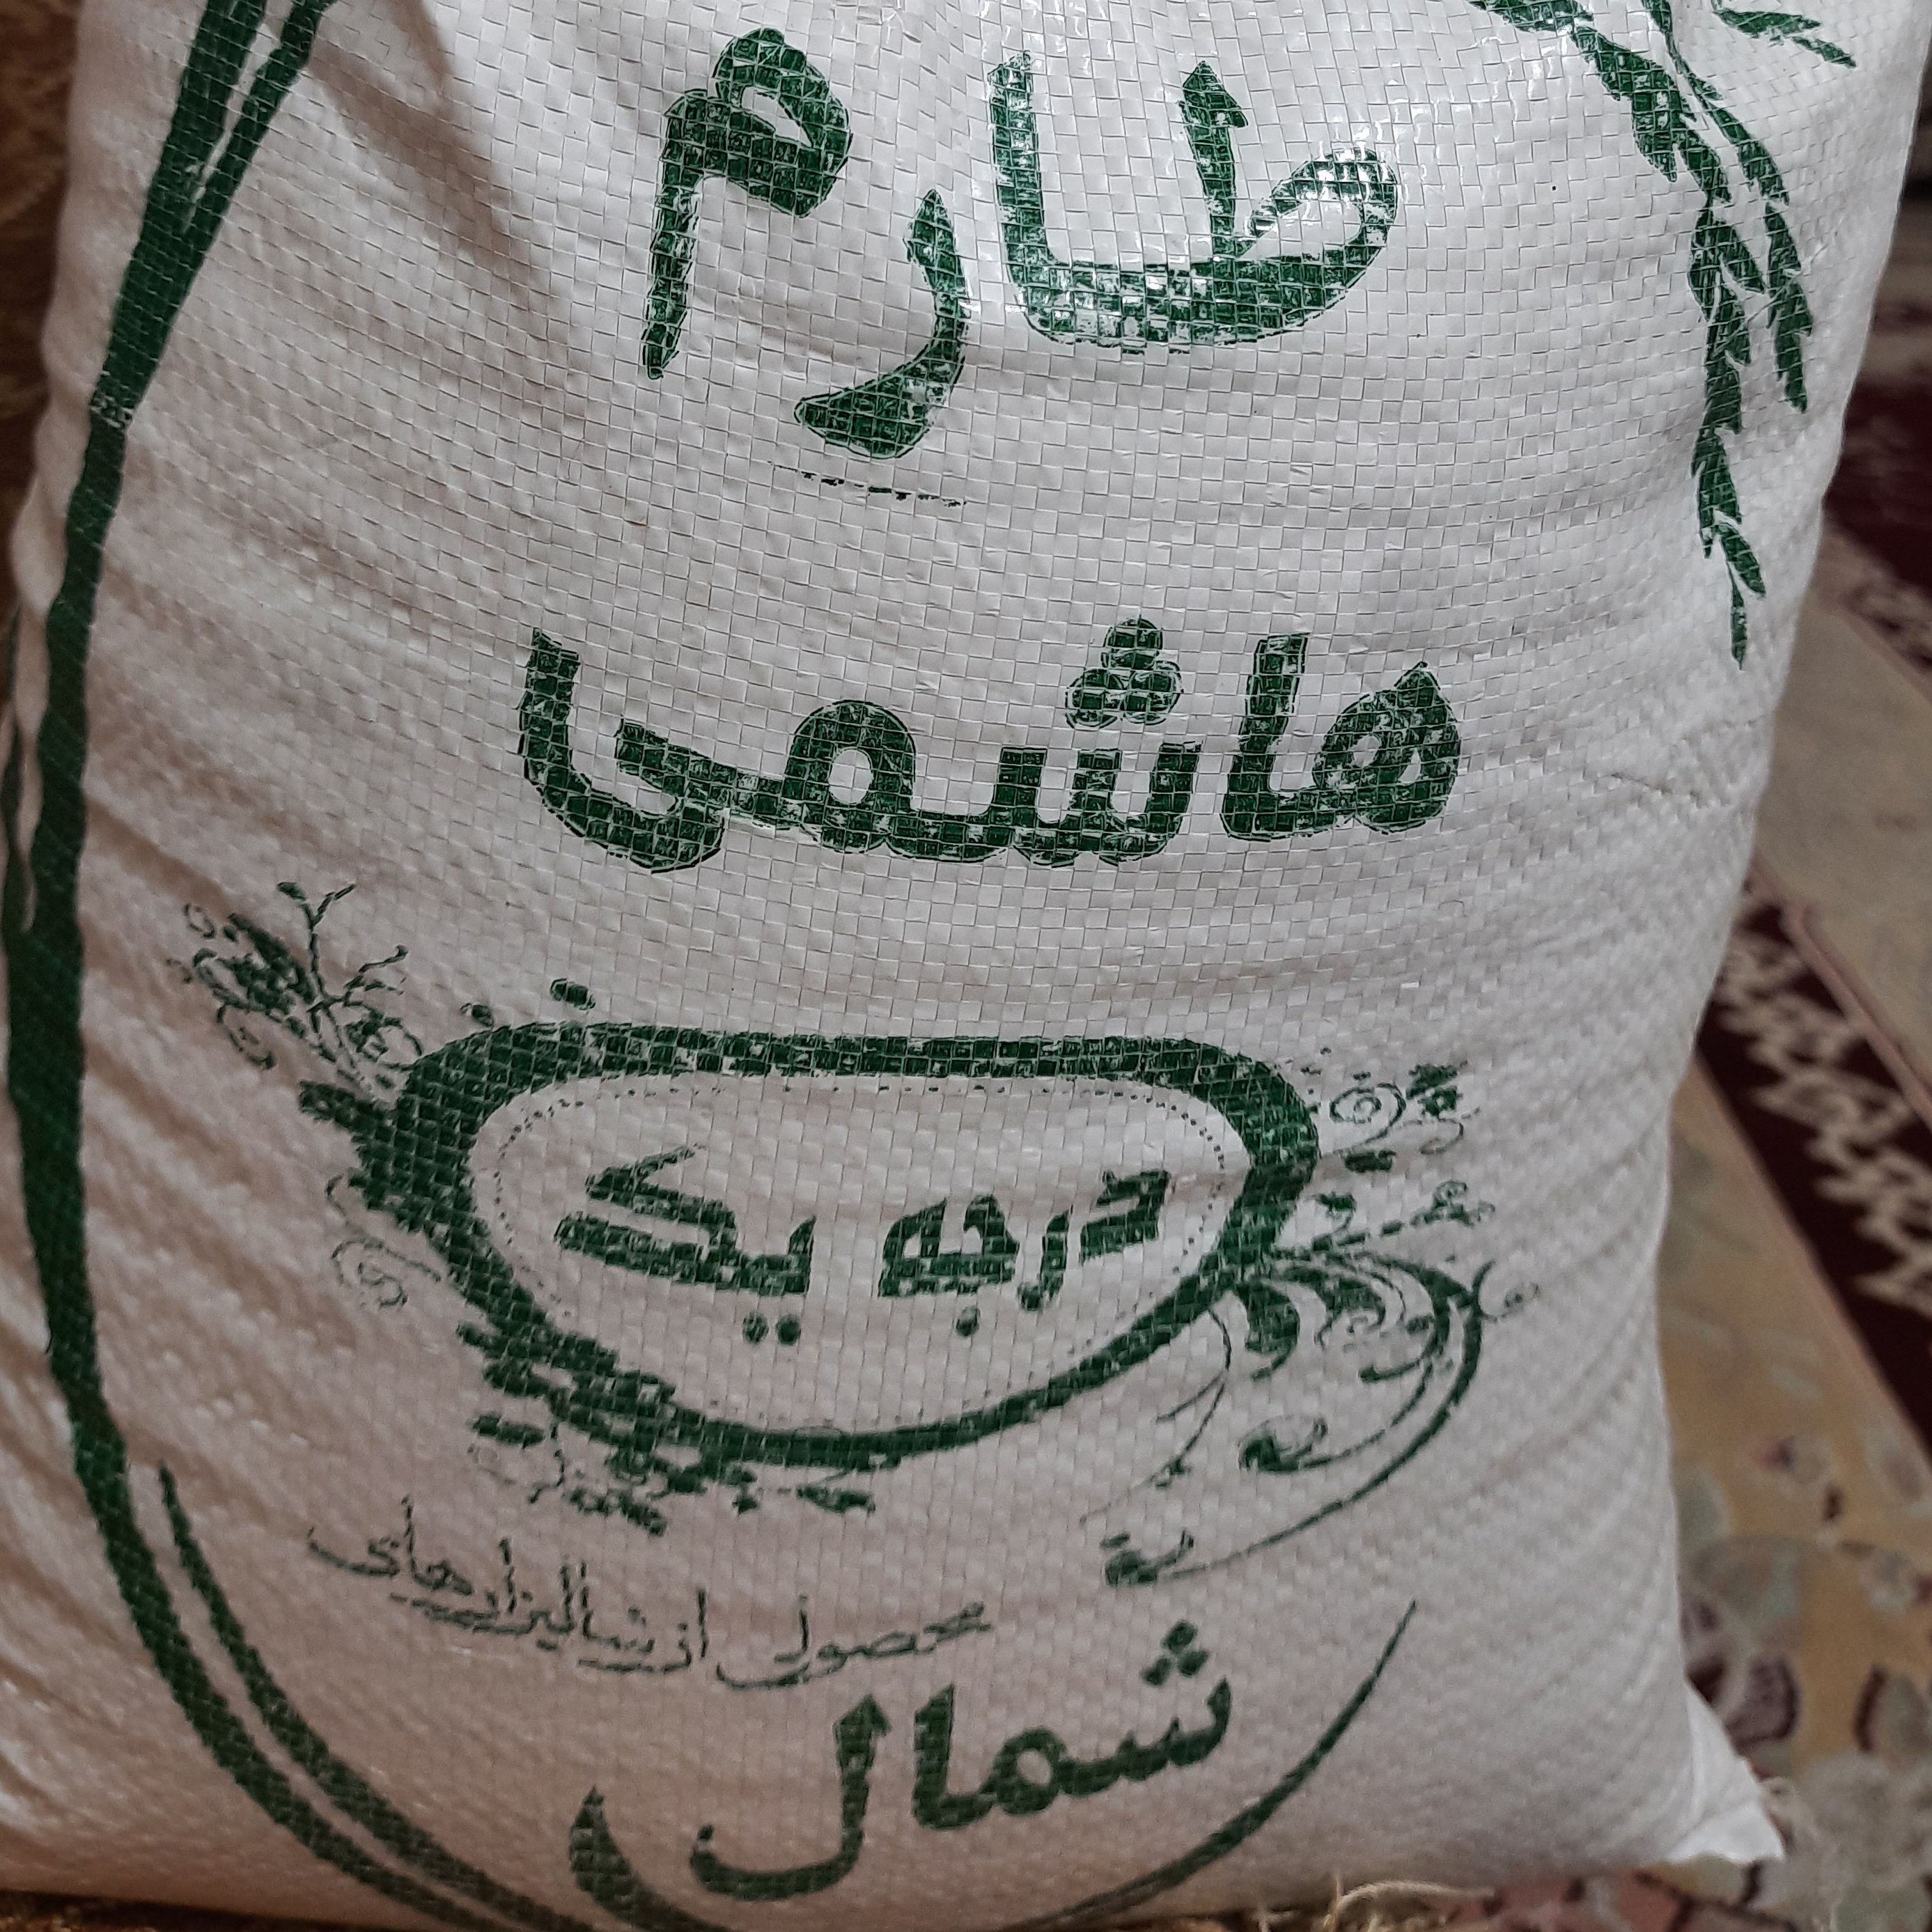 طارم
هاشمی
درجه یک
محصول از شالیزارهای
شمال